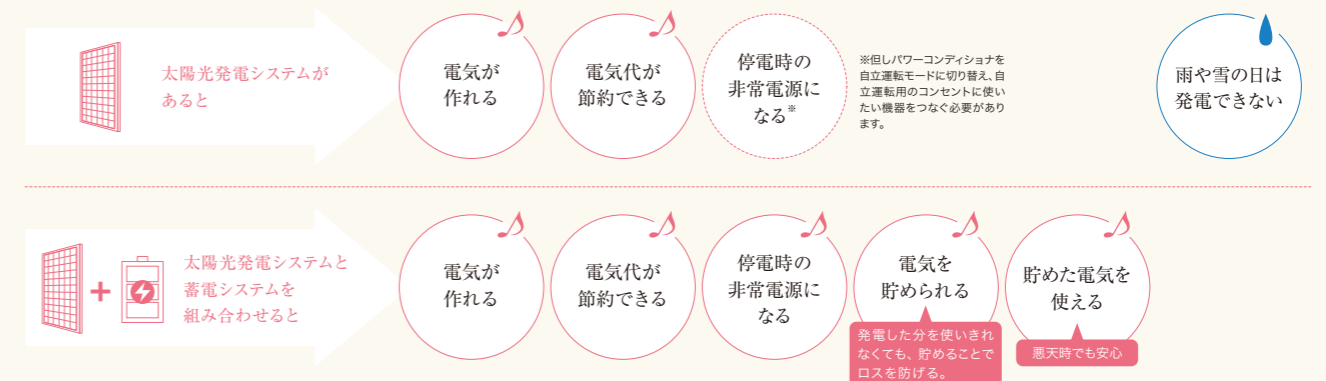 太陽光発電システムが
あると
電気が
作れる
電気代が
節約できる
停電時の
非常電源に
なる※
※但しパワーコンディショナを
自立運転モードに切り替え、自
立運転用のコンセントに使い
たい機器をつなぐ必要があり
ます。
雨や雪の日は
発電できない
太陽光発電システムと
蓄電システムを
組み合わせると
電気が
作れる
電気代が
節約できる
停電時の
非常電源に
なる
電気を
貯められる
発電した分を使いきれ
なくても、貯めることで
ロスを防げる。
貯めた電気を
使える
悪天時でも安心